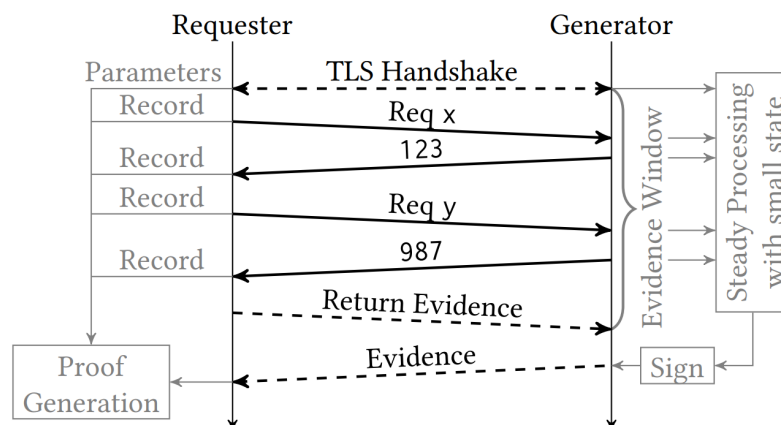 Requester
Generator
Parameters
TLS Handshake
Record
Req x
Record
123
Record
Req y
Record
987
Return Evidence
Evidence Window
Steady Processing
with small state
Evidence
Sign
Proof
Generation